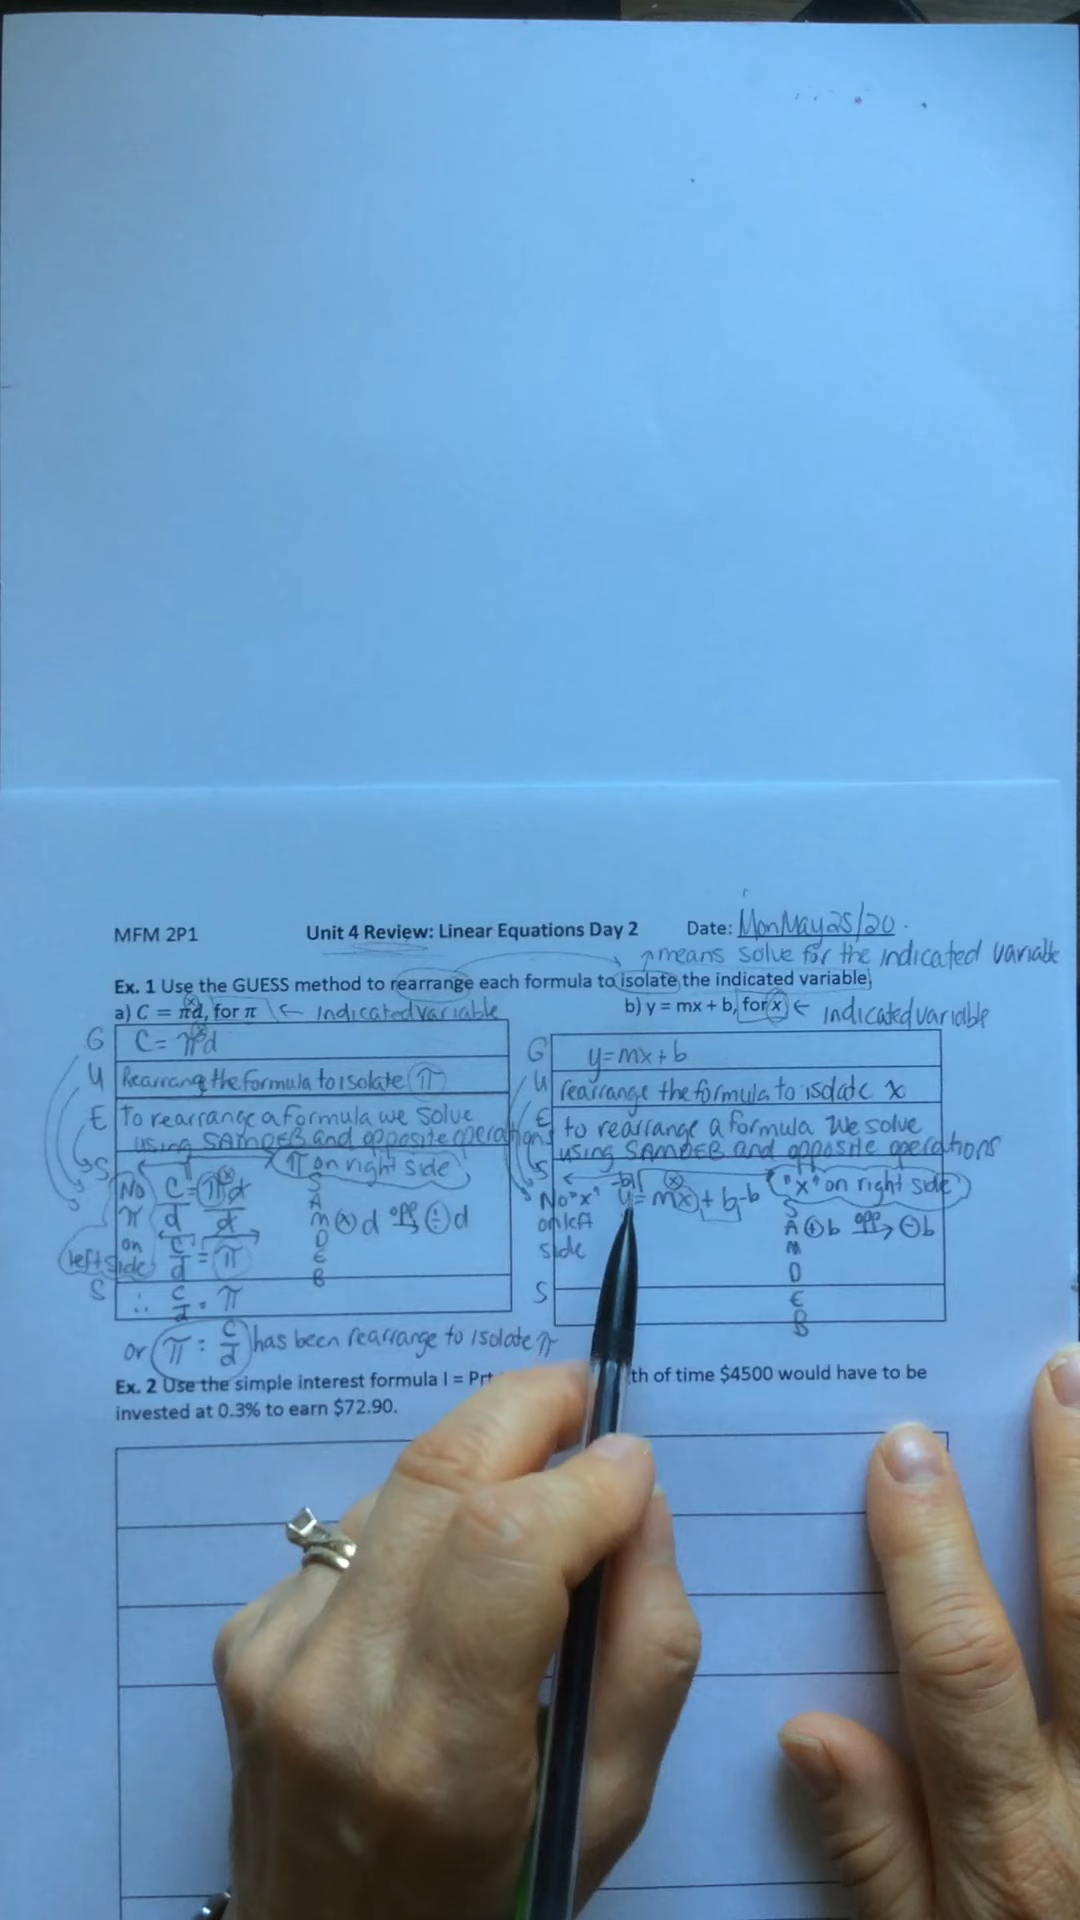 MFM 2P1 Unit 4 Review: Linear Equations Day 2 Date: Mon May 25/20.
↑ means solve for the indicated variable
Ex. 1 Use the GUESS method to rearrange each formula to isolate the indicated variable
a) C = πd, for π ← indicated variable
G C = πd
U Rearrange the formula to isolate π
E To rearrange a formula we solve
using SAMDEB and opposite operations
S π on right side
No π on left side
C = πd
d d
C/d = π
S
A
M (x) d opp (÷) d
D
E
B
S ∴ C/d = π
or π = C/d has been rearrange to isolate π
b) y = mx + b, for x ← indicated variable
G y = mx + b
U rearrange the formula to isolate x
E to rearrange a formula we solve
using SAMDEB and opposite operations
S "x" on right side
No "x" on left side
-b y = mx + b - b
S
A (+) b opp → (-) b
M
D
E
B
S
Ex. 2 Use the simple interest formula I = Prt th of time $4500 would have to be
invested at 0.3% to earn $72.90.